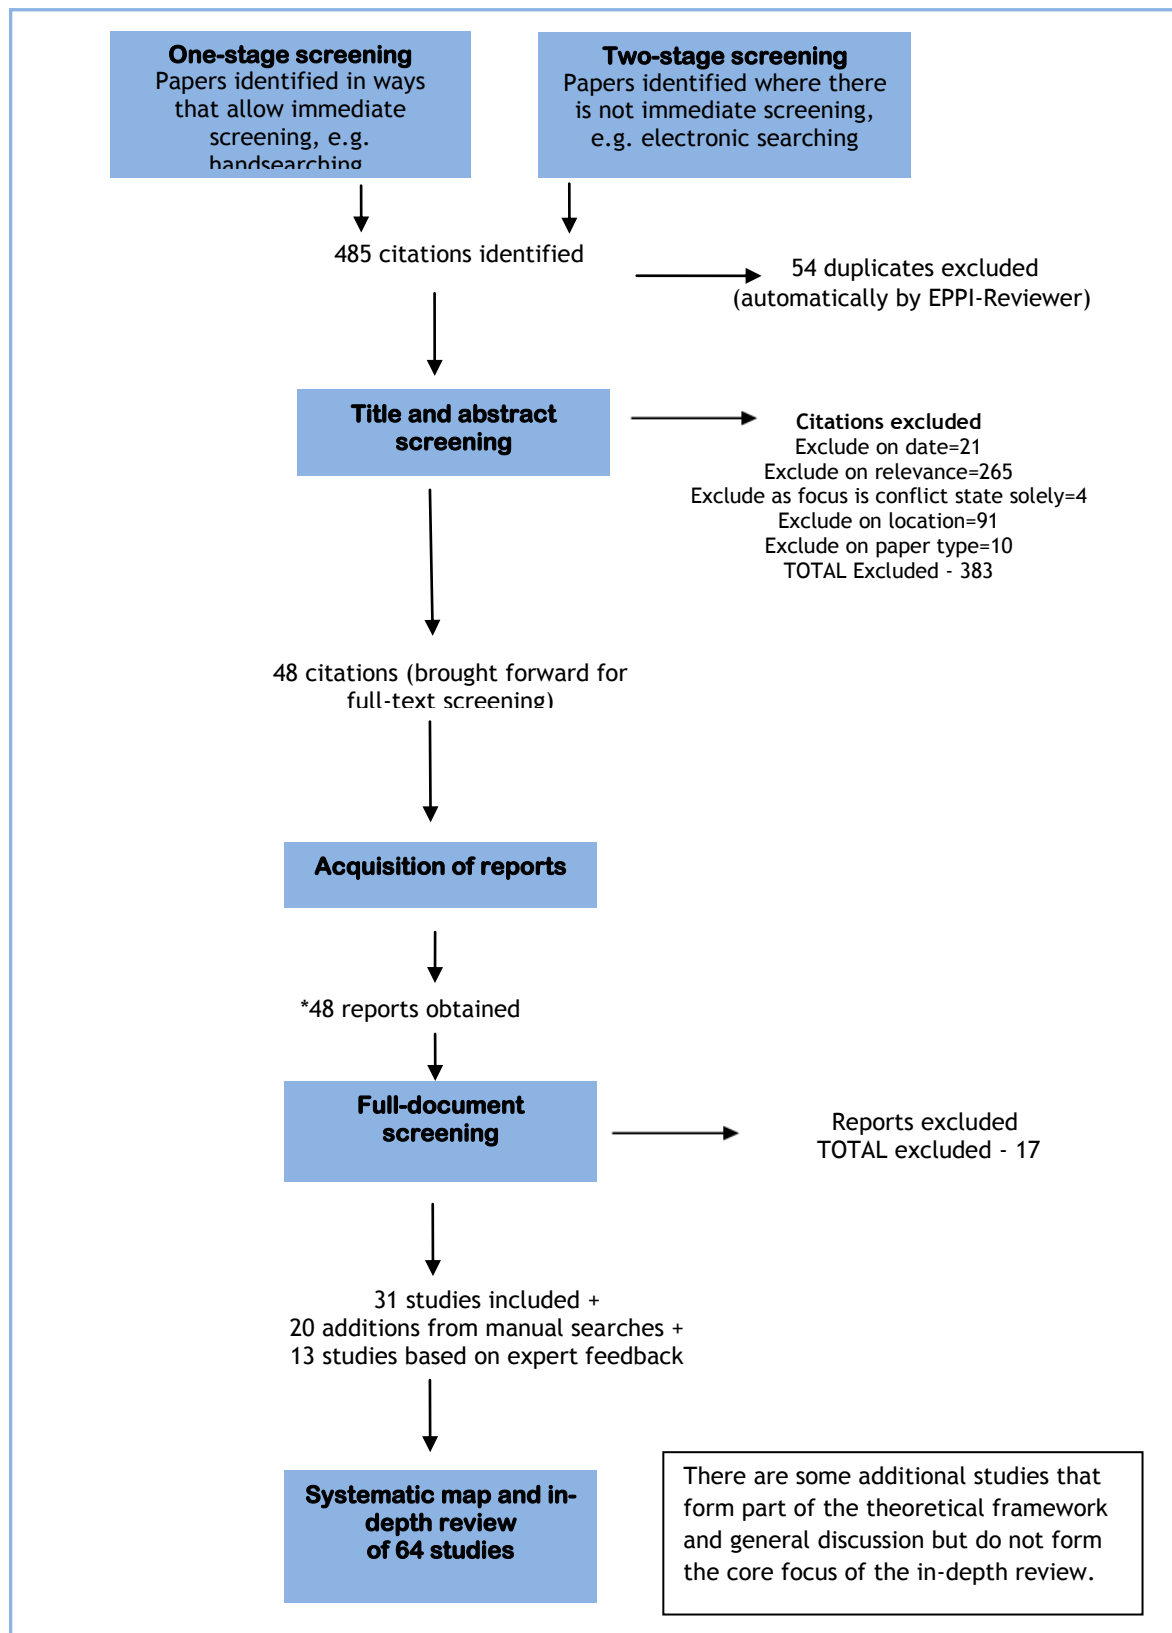 One-stage screening
Papers identified in ways
that allow immediate
screening, e.g.
handsearching
Two-stage screening
Papers identified where there
is not immediate screening,
e.g. electronic searching
485 citations identified
54 duplicates excluded
(automatically by EPPI-Reviewer)
Title and abstract
screening
Citations excluded
Exclude on date=21
Exclude on relevance=265
Exclude as focus is conflict state solely=4
Exclude on location=91
Exclude on paper type=10
TOTAL Excluded - 383
48 citations (brought forward for
full-text screening)
Acquisition of reports
*48 reports obtained
Full-document
screening
Reports excluded
TOTAL excluded - 17
31 studies included +
20 additions from manual searches +
13 studies based on expert feedback
Systematic map and in-
depth review
of 64 studies
There are some additional studies that
form part of the theoretical framework
and general discussion but do not form
the core focus of the in-depth review.